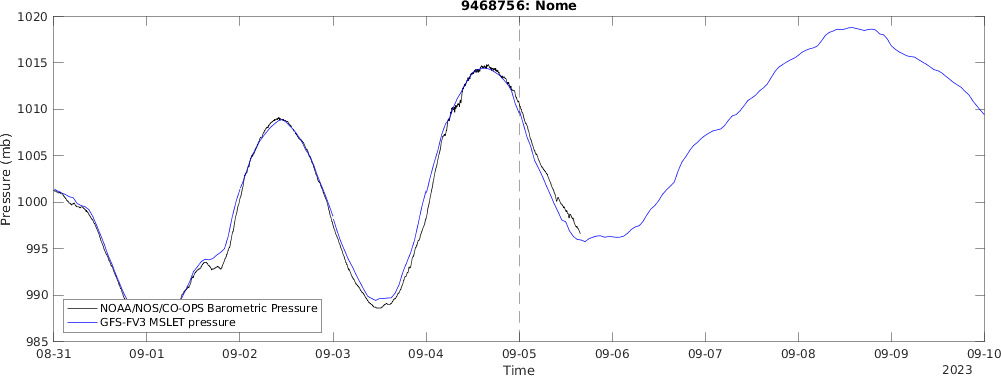 9468756: Nome
1020
1015
1010
1005
1000
995
990
985
Pressure (mb)
NOAA/NOS/CO-OPS Barometric Pressure
GFS-FV3 MSLET pressure
08-31 09-01 09-02 09-03 09-04 09-05 09-06 09-07 09-08 09-09 09-10
Time
2023